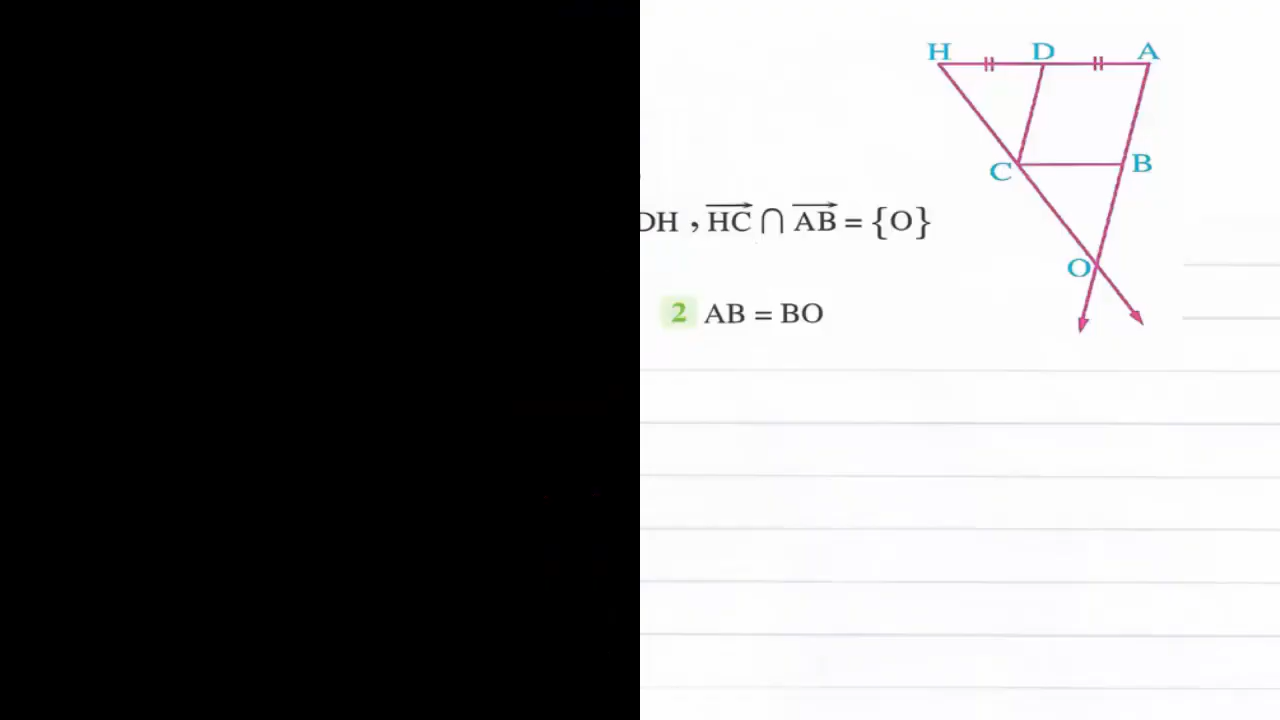 H D A
C B
DH , HC ∩ AB = {O}
O
2 AB = BO